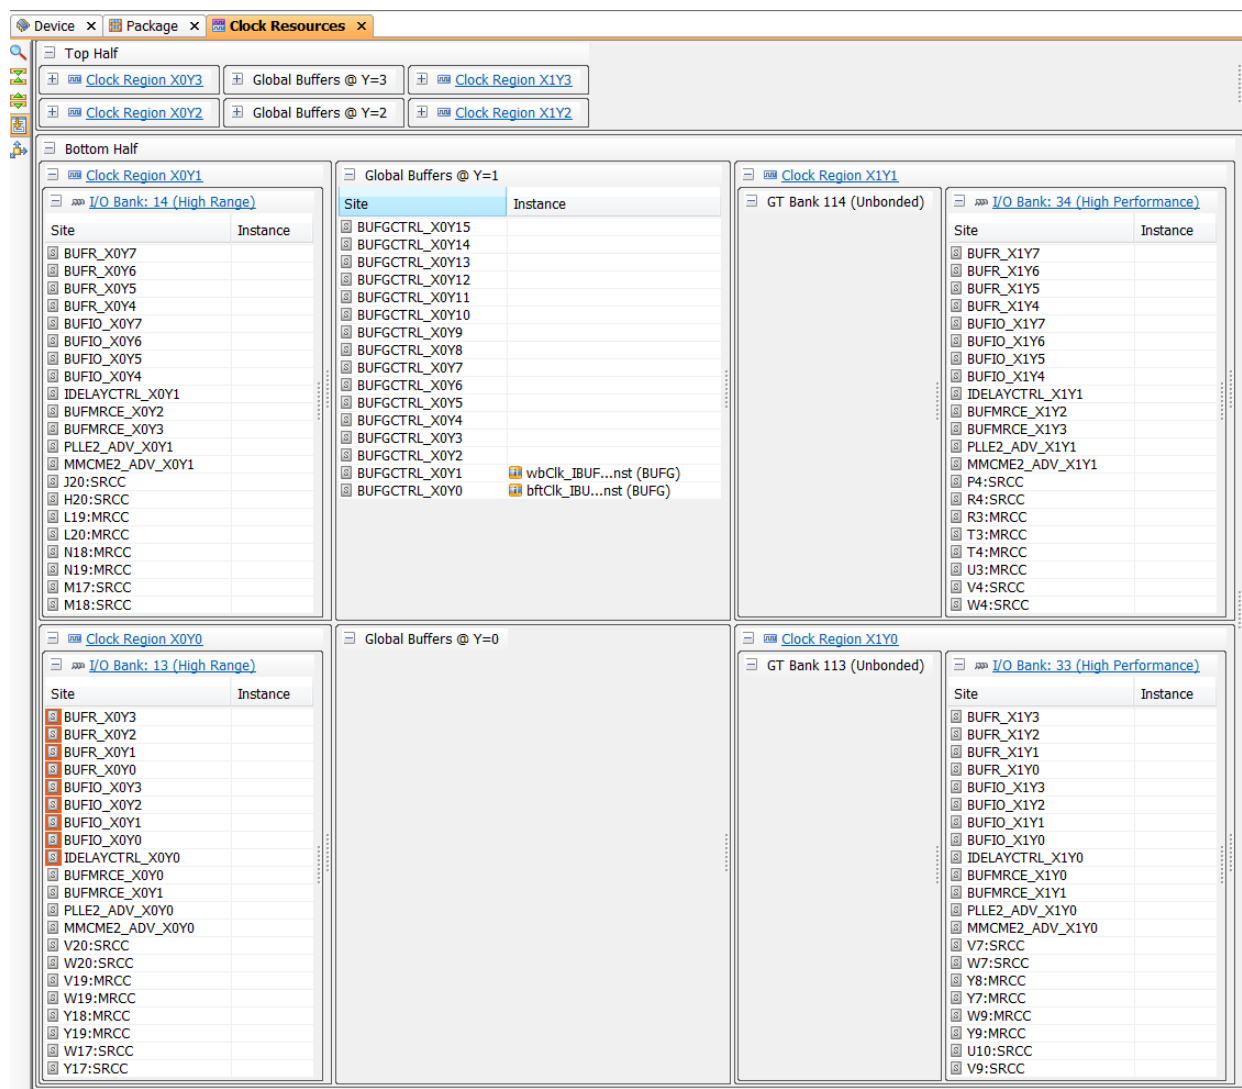 Device
Package
Clock Resources
Top Half
Clock Region X0Y3
Global Buffers @ Y=3
Clock Region X1Y3
Clock Region X0Y2
Global Buffers @ Y=2
Clock Region X1Y2
Bottom Half
Clock Region X0Y1
I/O Bank: 14 (High Range)
Site Instance
BUFR_X0Y7
BUFR_X0Y6
BUFR_X0Y5
BUFR_X0Y4
BUFIO_X0Y7
BUFIO_X0Y6
BUFIO_X0Y5
BUFIO_X0Y4
IDELAYCTRL_X0Y1
BUFMRCE_X0Y2
BUFMRCE_X0Y3
PLLE2_ADV_X0Y1
MMCME2_ADV_X0Y1
J20:SRCC
H20:SRCC
L19:MRCC
L20:MRCC
N18:MRCC
N19:MRCC
M17:SRCC
M18:SRCC
Global Buffers @ Y=1
Site Instance
BUFGCTRL_X0Y15
BUFGCTRL_X0Y14
BUFGCTRL_X0Y13
BUFGCTRL_X0Y12
BUFGCTRL_X0Y11
BUFGCTRL_X0Y10
BUFGCTRL_X0Y9
BUFGCTRL_X0Y8
BUFGCTRL_X0Y7
BUFGCTRL_X0Y6
BUFGCTRL_X0Y5
BUFGCTRL_X0Y4
BUFGCTRL_X0Y3
BUFGCTRL_X0Y2
BUFGCTRL_X0Y1 wbClk_IBUF...nst (BUFG)
BUFGCTRL_X0Y0 bftClk_IBU...nst (BUFG)
Clock Region X1Y1
GT Bank 114 (Unbonded)
I/O Bank: 34 (High Performance)
Site Instance
BUFR_X1Y7
BUFR_X1Y6
BUFR_X1Y5
BUFR_X1Y4
BUFIO_X1Y7
BUFIO_X1Y6
BUFIO_X1Y5
BUFIO_X1Y4
IDELAYCTRL_X1Y1
BUFMRCE_X1Y2
BUFMRCE_X1Y3
PLLE2_ADV_X1Y1
MMCME2_ADV_X1Y1
P4:SRCC
R4:SRCC
R3:MRCC
T3:MRCC
T4:MRCC
U3:MRCC
V4:SRCC
W4:SRCC
Clock Region X0Y0
I/O Bank: 13 (High Range)
Site Instance
BUFR_X0Y3
BUFR_X0Y2
BUFR_X0Y1
BUFR_X0Y0
BUFIO_X0Y3
BUFIO_X0Y2
BUFIO_X0Y1
BUFIO_X0Y0
IDELAYCTRL_X0Y0
BUFMRCE_X0Y0
BUFMRCE_X0Y1
PLLE2_ADV_X0Y0
MMCME2_ADV_X0Y0
V20:SRCC
W20:SRCC
V19:MRCC
W19:MRCC
Y18:MRCC
Y19:MRCC
W17:SRCC
Y17:SRCC
Global Buffers @ Y=0
Clock Region X1Y0
GT Bank 113 (Unbonded)
I/O Bank: 33 (High Performance)
Site Instance
BUFR_X1Y3
BUFR_X1Y2
BUFR_X1Y1
BUFR_X1Y0
BUFIO_X1Y3
BUFIO_X1Y2
BUFIO_X1Y1
BUFIO_X1Y0
IDELAYCTRL_X1Y0
BUFMRCE_X1Y0
BUFMRCE_X1Y1
PLLE2_ADV_X1Y0
MMCME2_ADV_X1Y0
V7:SRCC
W7:SRCC
Y8:MRCC
Y7:MRCC
W9:MRCC
Y9:MRCC
U10:SRCC
V9:SRCC